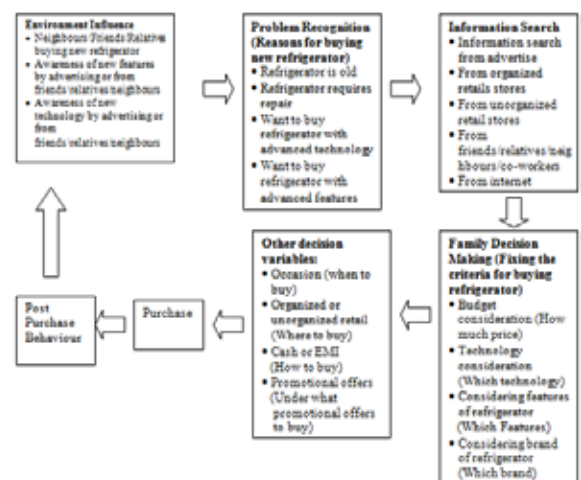 Environment Influence
• Neighbours/Friends/Relatives
buying new refrigerator
• Awareness of new features
by advertising or from
friends/relatives/neighbours
• Awareness of new
technology by advertising or
from
friends/relatives/neighbours
Problem Recognition
(Reasons for buying
new refrigerator)
• Refrigerator is old
• Refrigerator requires
repair
• Want to buy
refrigerator with
advanced technology
• Want to buy
refrigerator with
advanced features
Information Search
• Information search
from advertise
• From organized
retails stores
• From unorganized
retail stores
• From
friends/relatives/neig
hbours/co-workers
• From internet
Family Decision
Making (Fixing the
criteria for buying
refrigerator)
• Budget
consideration (How
much price)
• Technology
consideration
(Which technology)
• Considering features
of refrigerator
(Which Features)
• Considering brand
of refrigerator
(Which brand)
Other decision
variables:
• Occasion (when to
buy)
• Organized or
unorganized retail
(Where to buy)
• Cash or EMI
(How to buy)
• Promotional offers
(Under what
promotional offers
to buy)
Purchase
Post
Purchase
Behaviour